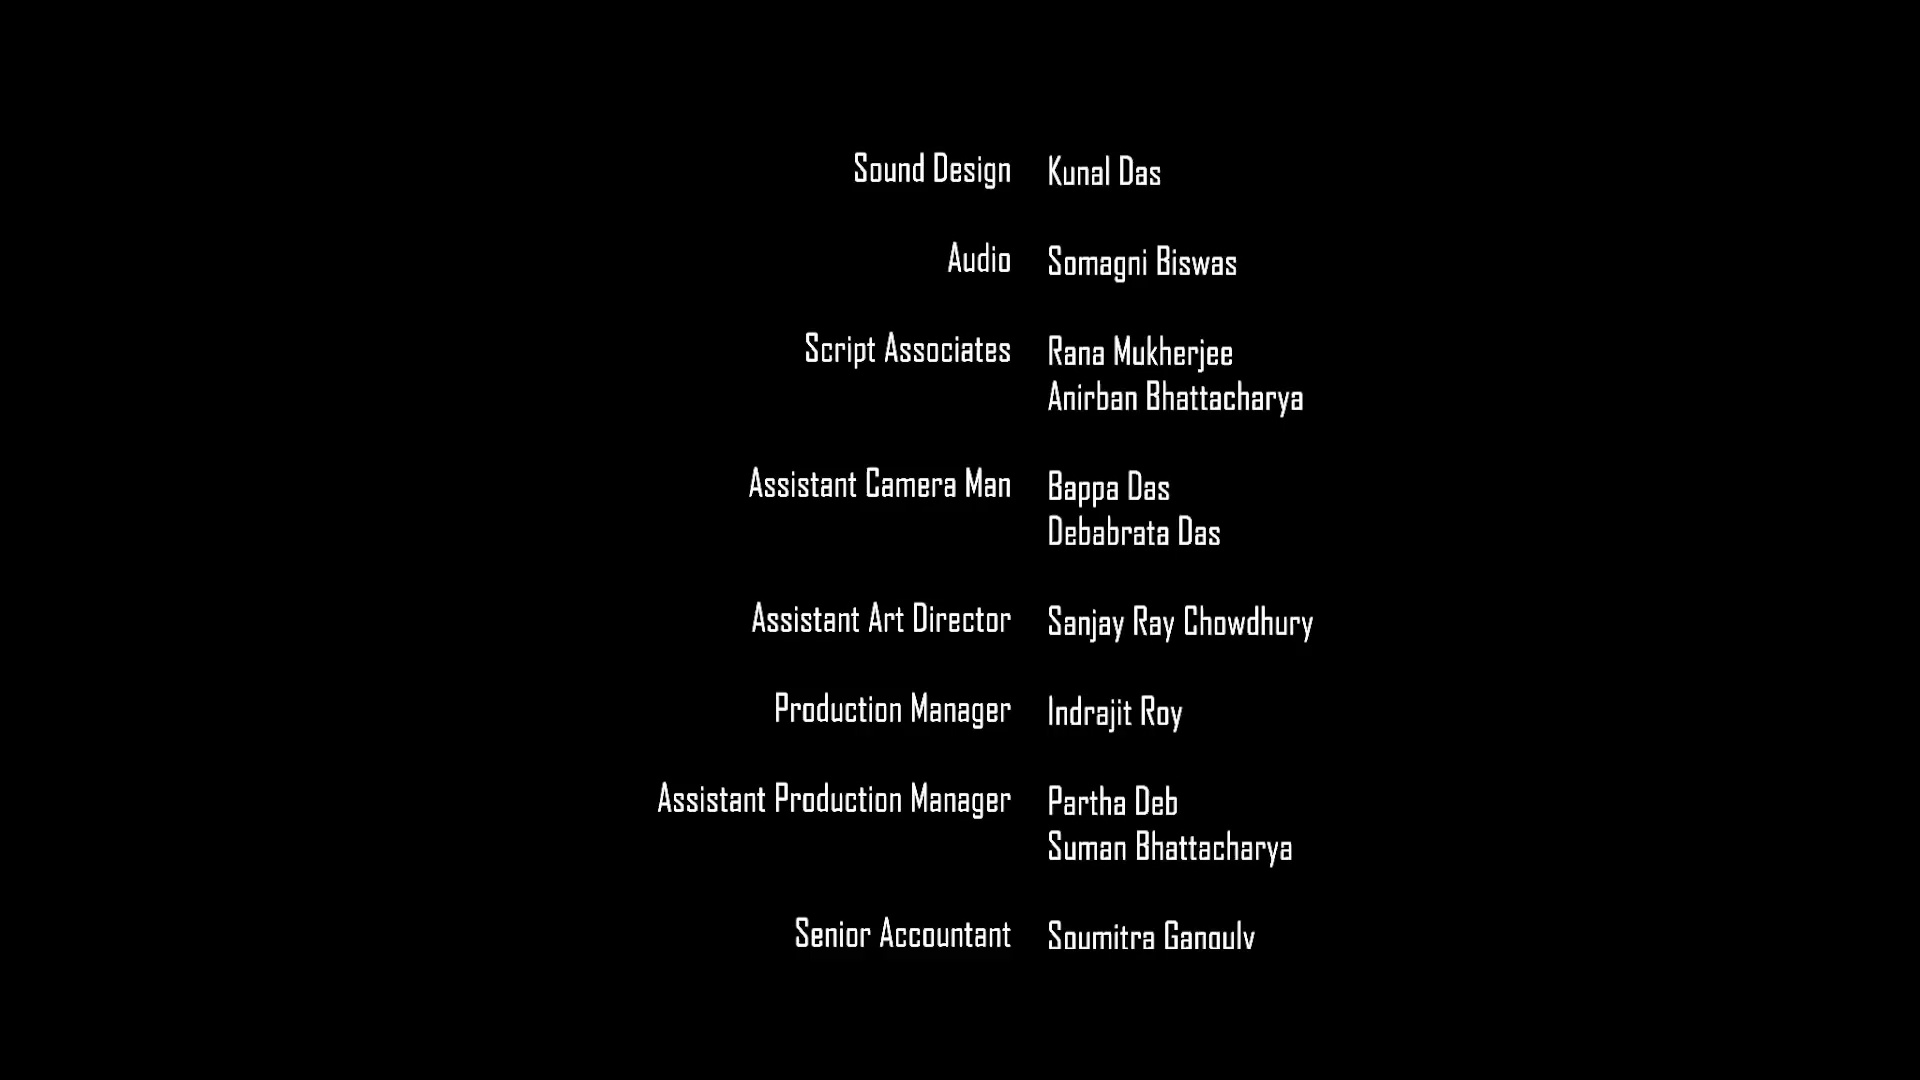 Sound Design Kunal Das
Audio Somagni Biswas
Script Associates Rana Mukherjee
Anirban Bhattacharya
Assistant Camera Man Bappa Das
Debabrata Das
Assistant Art Director Sanjay Ray Chowdhury
Production Manager Indrajit Roy
Assistant Production Manager Partha Deb
Suman Bhattacharya
Senior Accountant Soumitra Ganguly